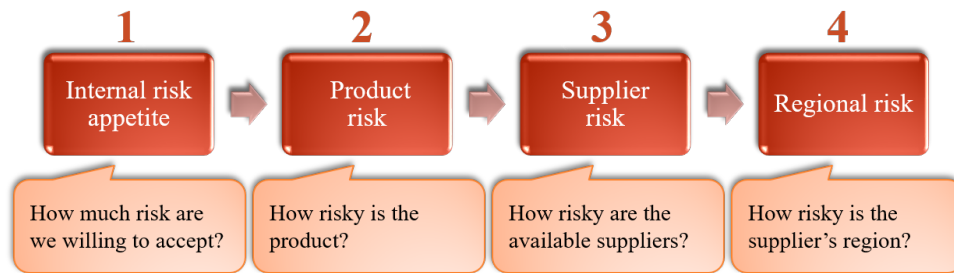 1
2
3
4
Internal risk
appetite
Product
risk
Supplier
risk
Regional risk
How much risk are
we willing to accept?
How risky is the
product?
How risky are the
available suppliers?
How risky is the
supplier’s region?